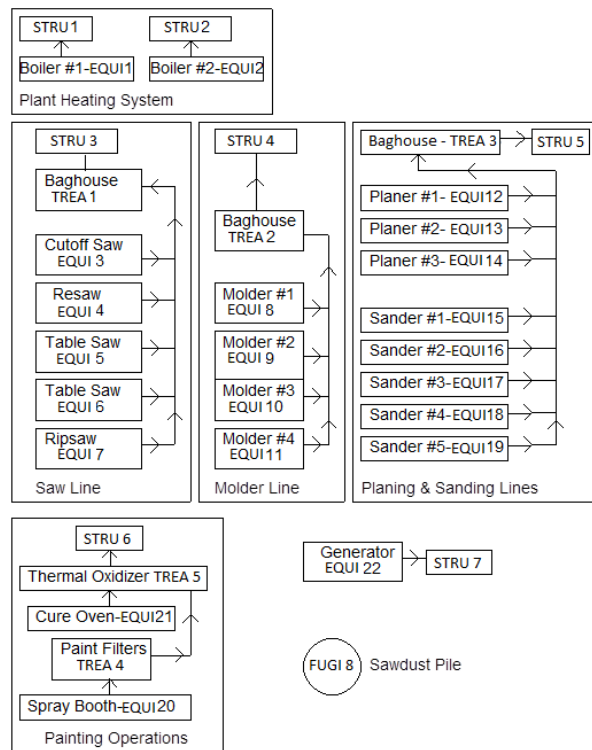 STRU 1
STRU 2
Boiler #1-EQUI1
Boiler #2-EQUI2
Plant Heating System
STRU 3
Baghouse
TREA 1
Cutoff Saw
EQUI 3
Resaw
EQUI 4
Table Saw
EQUI 5
Table Saw
EQUI 6
Ripsaw
EQUI 7
Saw Line
STRU 4
Baghouse
TREA 2
Molder #1
EQUI 8
Molder #2
EQUI 9
Molder #3
EQUI 10
Molder #4
EQUI 11
Molder Line
Baghouse - TREA 3
STRU 5
Planer #1- EQUI12
Planer #2- EQUI13
Planer #3-EQUI 14
Sander #1-EQUI15
Sander #2-EQUI16
Sander #3-EQUI17
Sander #4-EQUI18
Sander #5-EQUI19
Planing & Sanding Lines
STRU 6
Thermal Oxidizer TREA 5
Cure Oven-EQUI21
Paint Filters
TREA 4
Spray Booth-EQUI20
Painting Operations
Generator
EQUI 22
STRU 7
FUGI 8
Sawdust Pile